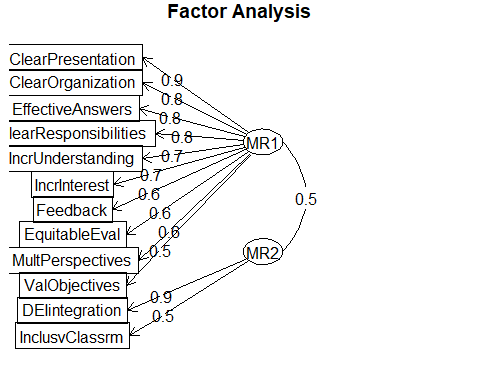 Factor Analysis
ClearPresentation
0.9
ClearOrganization
0.8
EffectiveAnswers
0.8
learResponsibilities
0.8
MR1
IncrUnderstanding
0.7
IncrInterest
0.7
Feedback
0.6
0.5
EquitableEval
0.6
MultPerspectives
0.6
ValObjectives
0.5
MR2
DEIintegration
0.9
InclusvClassrm
0.5